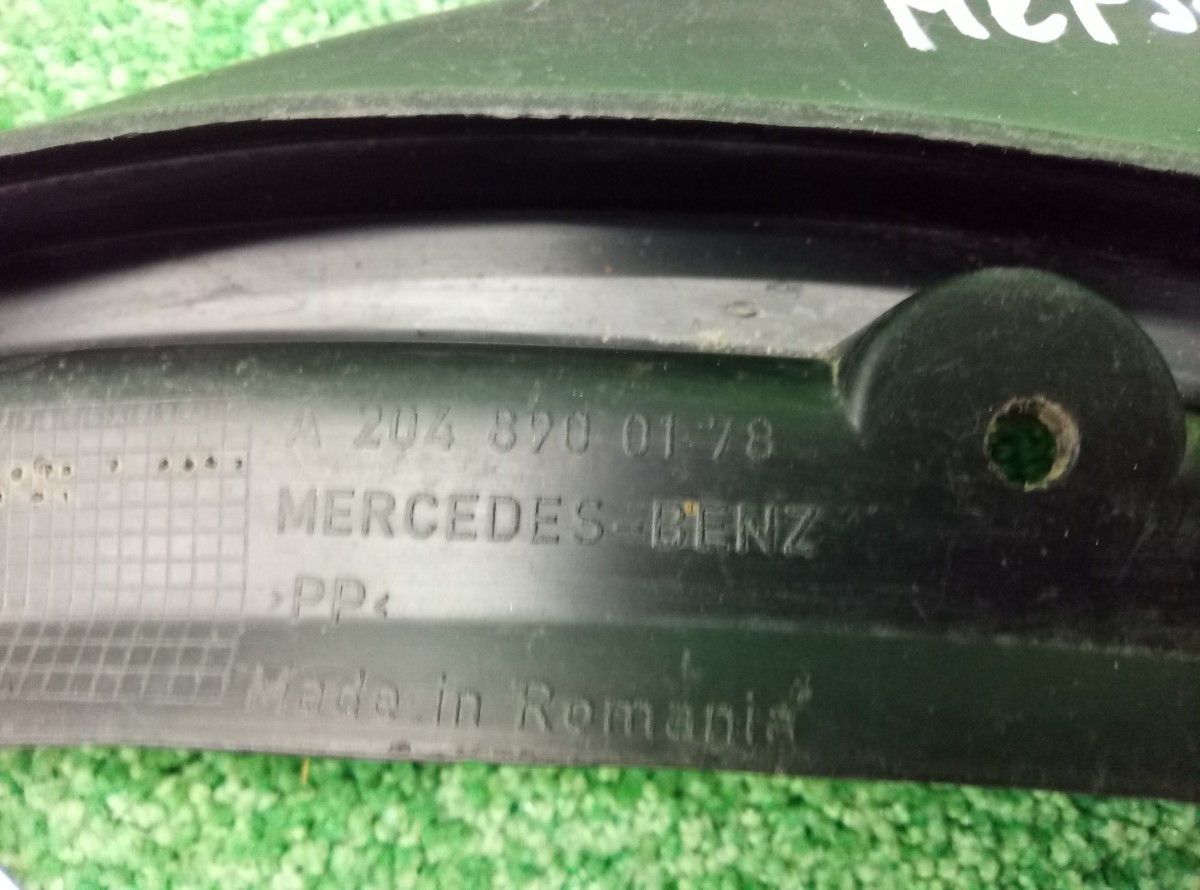 A 204 890 01 78
MERCEDES-BENZ
>PP<
Made in Romania